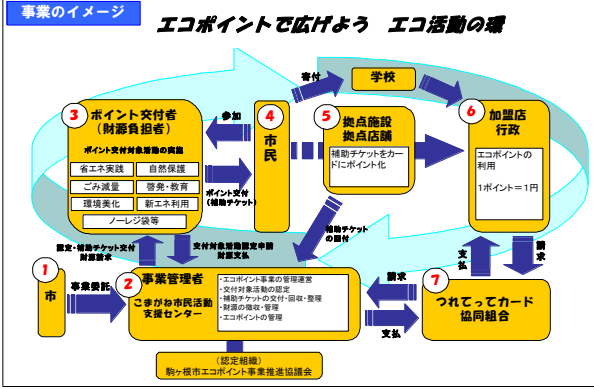 事業のイメージ
エコポイントで広げよう　エコ活動の環
寄付
学校
3
ポイント交付者
(財源負担者)
ポイント交付対象活動の実施
省エネ実践
自然保護
ごみ減量
啓発・教育
環境美化
新エネ利用
ノーレジ袋等
参加
ポイント交付
(補助チケット)
4
市民
5
拠点施設
拠点店舗
補助チケットをカー
ドにポイント化
6
加盟店
行政
エコポイントの
利用
1ポイント＝1円
認定・補助チケット交付
財源請求
交付対象活動認定申請
財源支払
補助チケット
の回付
支払
請求
1
市
事業委託
2
事業管理者
こまがね市民活動
支援センター
・エコポイント事業の管理運営
・交付対象活動の認定
・補助チケットの交付・回収・整理
・財源の徴収・管理
・エコポイントの管理
請求
支払
7
つれてってカード
協同組合
(認定組織)
駒ヶ根市エコポイント事業推進協議会